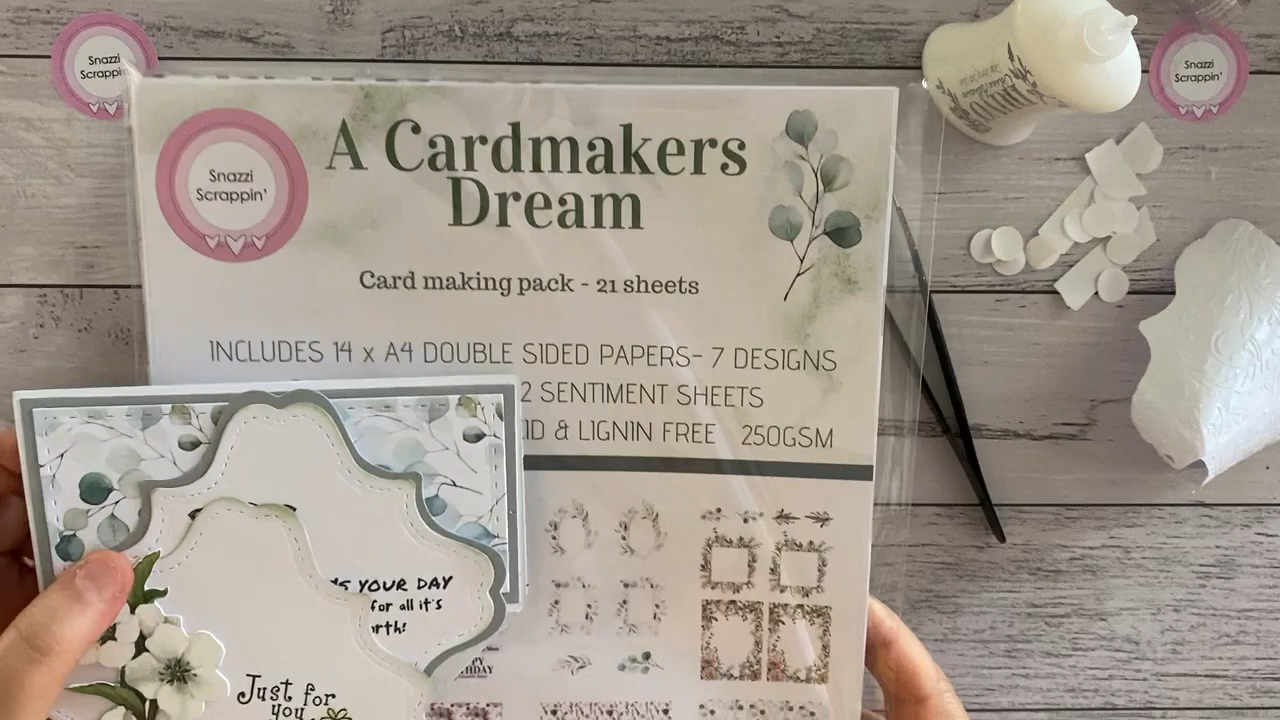 Snazzi
Scrappin'
Snazzi
Scrappin'
A Cardmakers
Dream
Snazzi
Scrappin'
Card making pack - 21 sheets
INCLUDES 14 x A4 DOUBLE SIDED PAPERS- 7 DESIGNS
2 SENTIMENT SHEETS
& LIGNIN FREE 250GSM
YOUR DAY
for all it's
Just for
you